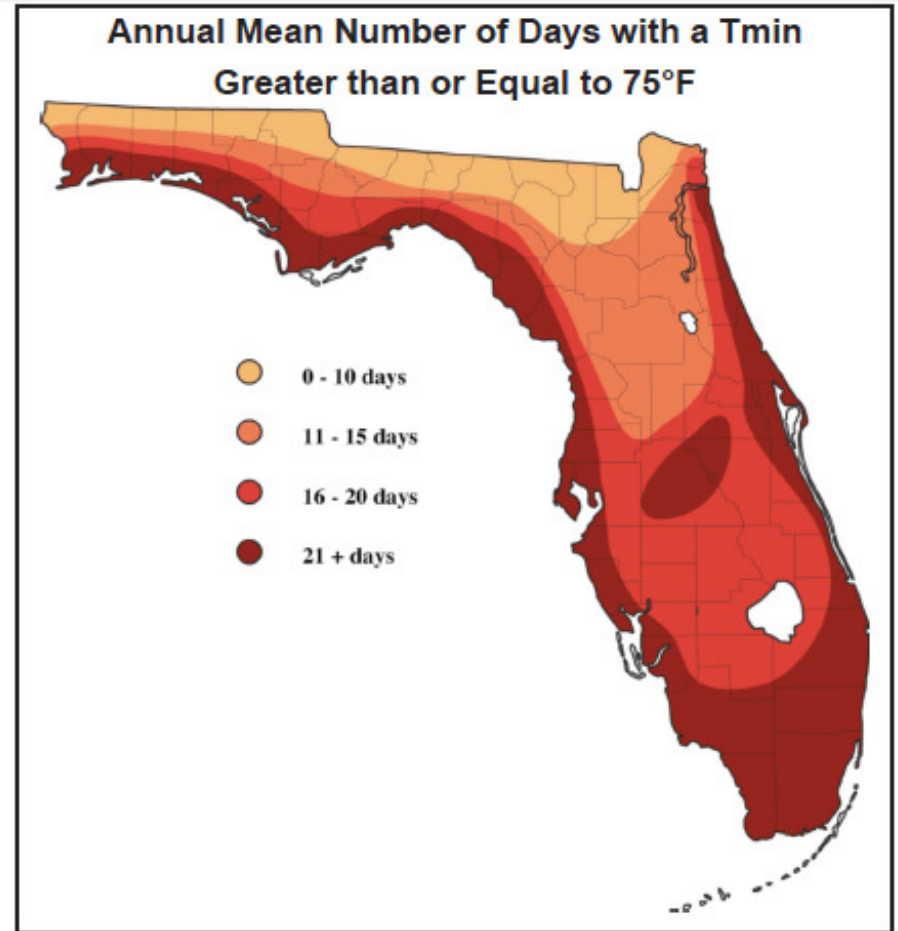 Annual Mean Number of Days with a Tmin
Greater than or Equal to 75°F
0 - 10 days
11 - 15 days
16 - 20 days
21 + days